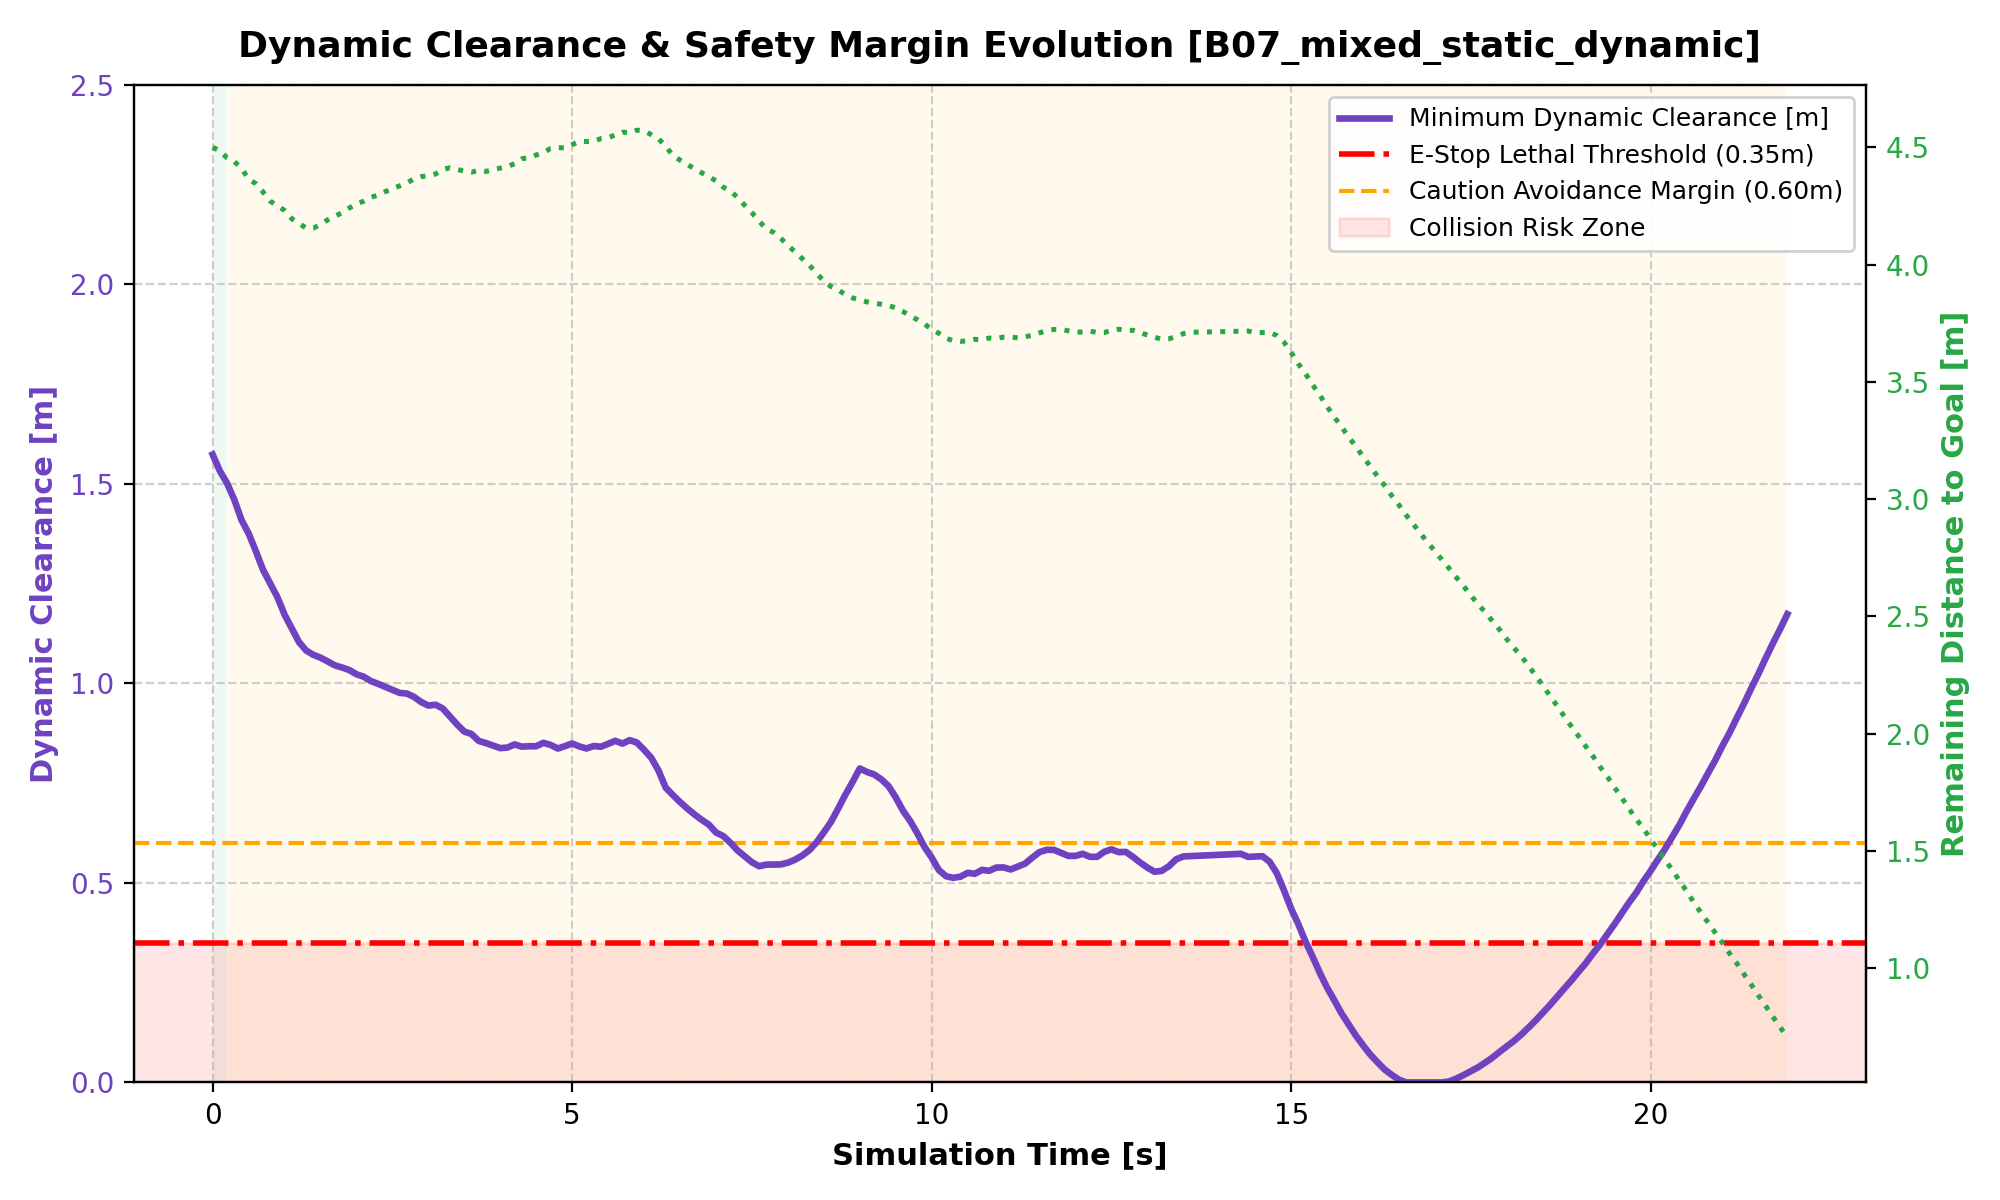 Dynamic Clearance & Safety Margin Evolution [B07_mixed_static_dynamic]
Minimum Dynamic Clearance [m]
E-Stop Lethal Threshold (0.35m)
Caution Avoidance Margin (0.60m)
Collision Risk Zone
Dynamic Clearance [m]
2.5
2.0
1.5
1.0
0.5
0.0
Remaining Distance to Goal [m]
4.5
4.0
3.5
3.0
2.5
2.0
1.5
1.0
0
5
10
15
20
Simulation Time [s]